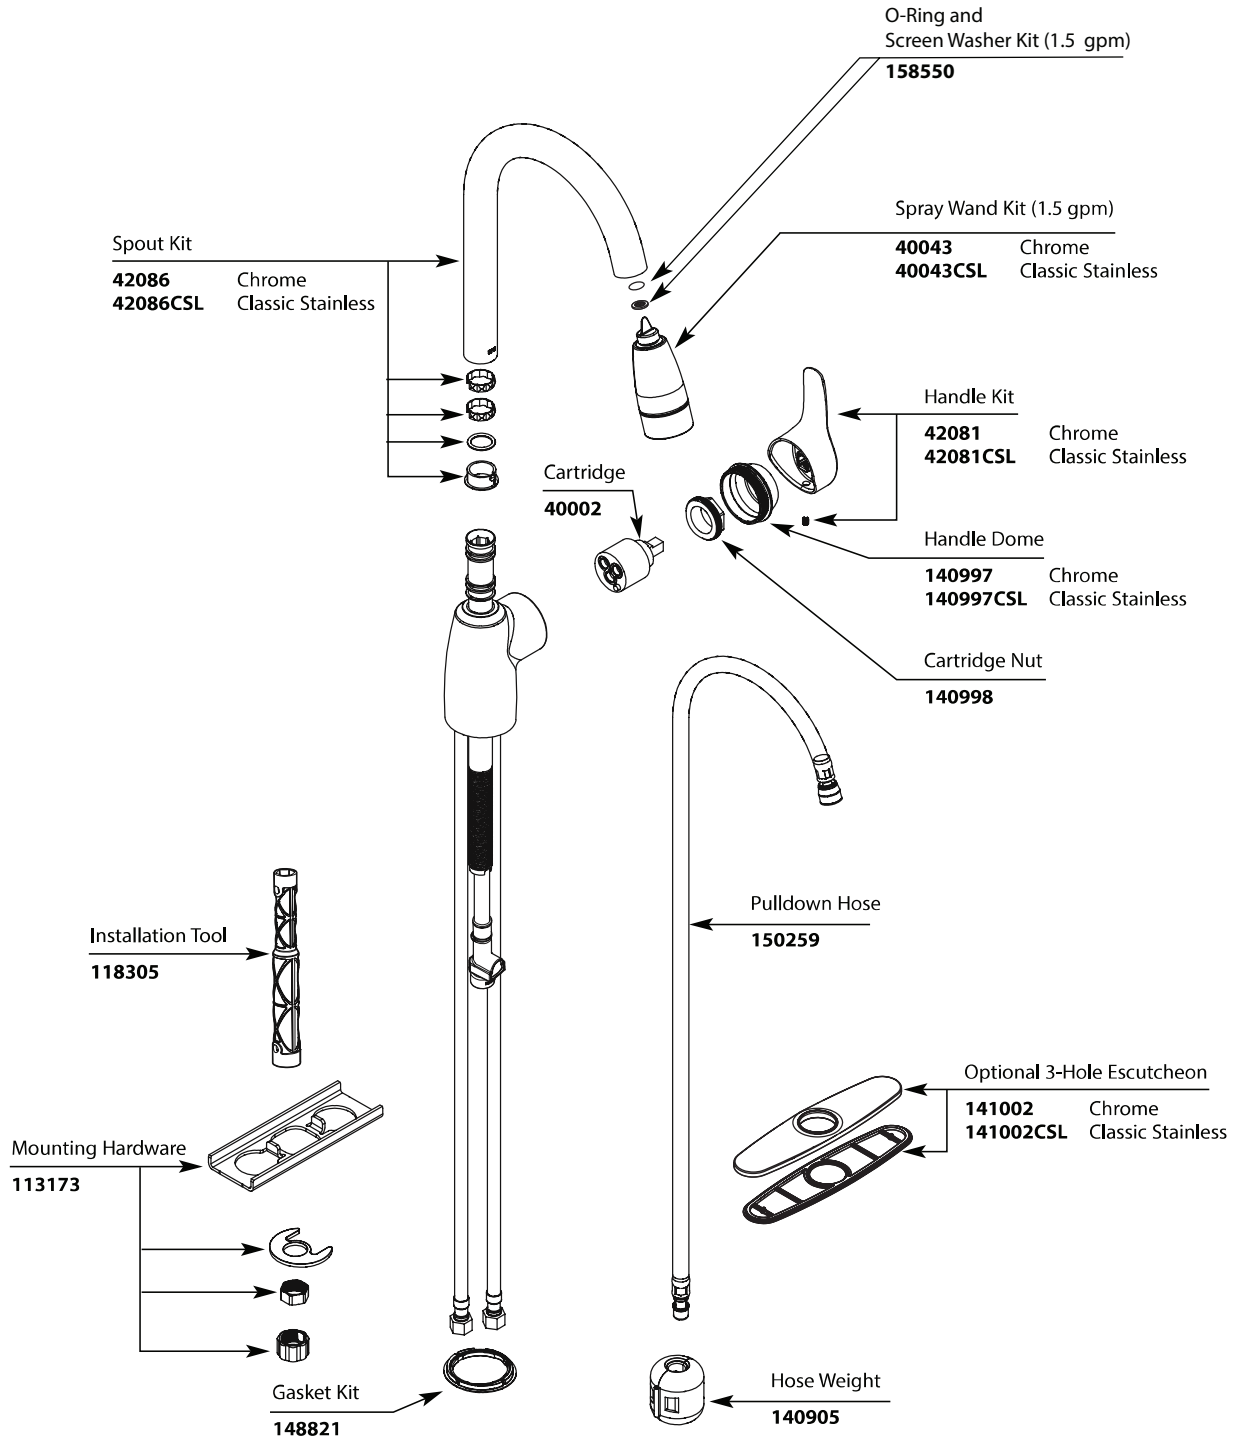 O-Ring and
Screen Washer Kit (1.5 gpm)
158550
Spray Wand Kit (1.5 gpm)
40043 Chrome
40043CSL Classic Stainless
Spout Kit
42086 Chrome
42086CSL Classic Stainless
Handle Kit
42081 Chrome
42081CSL Classic Stainless
Cartridge
40002
Handle Dome
140997 Chrome
140997CSL Classic Stainless
Cartridge Nut
140998
Pulldown Hose
150259
Installation Tool
118305
Optional 3-Hole Escutcheon
141002 Chrome
141002CSL Classic Stainless
Mounting Hardware
113173
Gasket Kit
148821
Hose Weight
140905